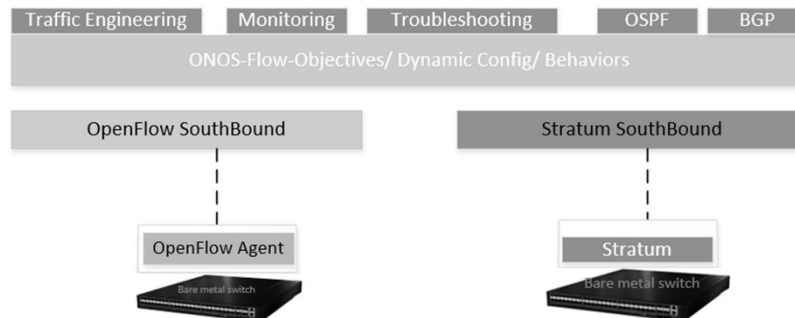 Traffic Engineering
Monitoring
Troubleshooting
OSPF
BGP
ONOS-Flow-Objectives/ Dynamic Config/ Behaviors
OpenFlow SouthBound
Stratum SouthBound
OpenFlow Agent
Stratum
Bare metal switch
Bare metal switch